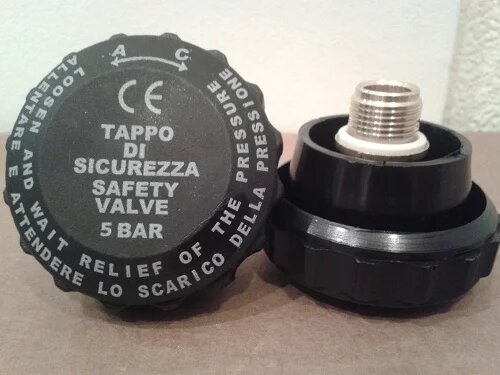 A C
CE
TAPPO
DI
SICUREZZA
SAFETY
VALVE
5 BAR
LOOSEN AND WAIT RELIEF OF THE PRESSURE
ALLENTARE E ATTENDERE LO SCARICO DELLA PRESSIONE